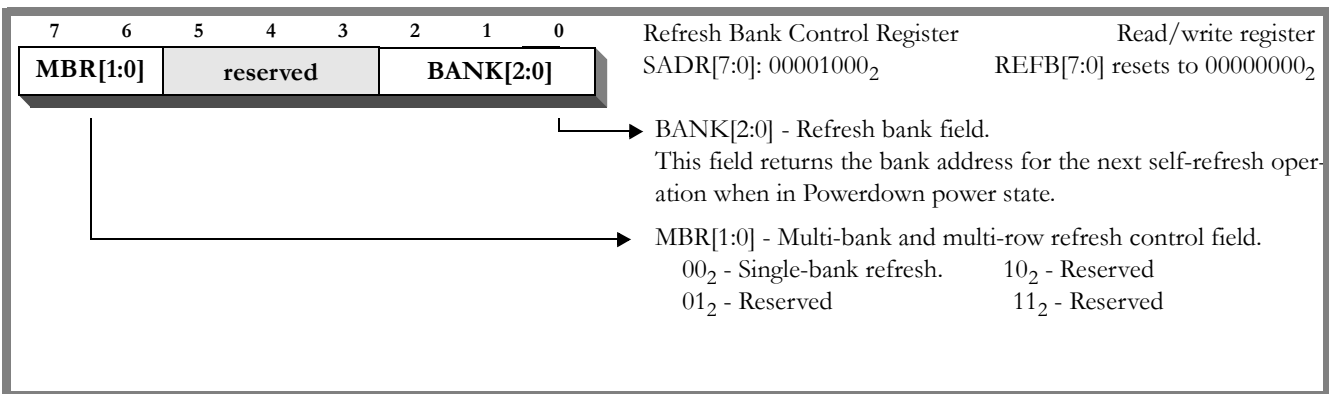 7 6 5 4 3 2 1 0
MBR[1:0] reserved BANK[2:0]
Refresh Bank Control Register Read/write register
SADR[7:0]: 00001000₂ REFB[7:0] resets to 00000000₂
BANK[2:0] - Refresh bank field.
This field returns the bank address for the next self-refresh oper-
ation when in Powerdown power state.
MBR[1:0] - Multi-bank and multi-row refresh control field.
00₂ - Single-bank refresh. 10₂ - Reserved
01₂ - Reserved 11₂ - Reserved